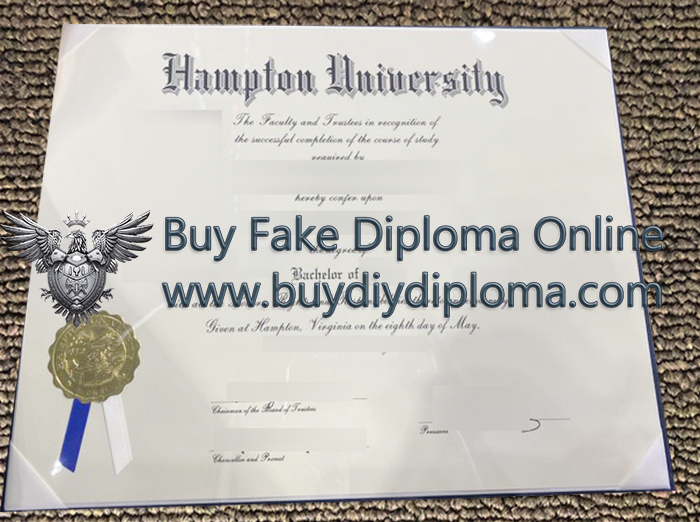 Hampton University
The Faculty and Trustees in recognition of
the successful completion of the course of study
required by
hereby confer upon
Buy Fake Diploma Online
Bachelor of
www.buydiydiploma.com
Given at Hampton, Virginia on the eighth day of May,
Chairman of the Board of Trustees
Chancellor and Provost